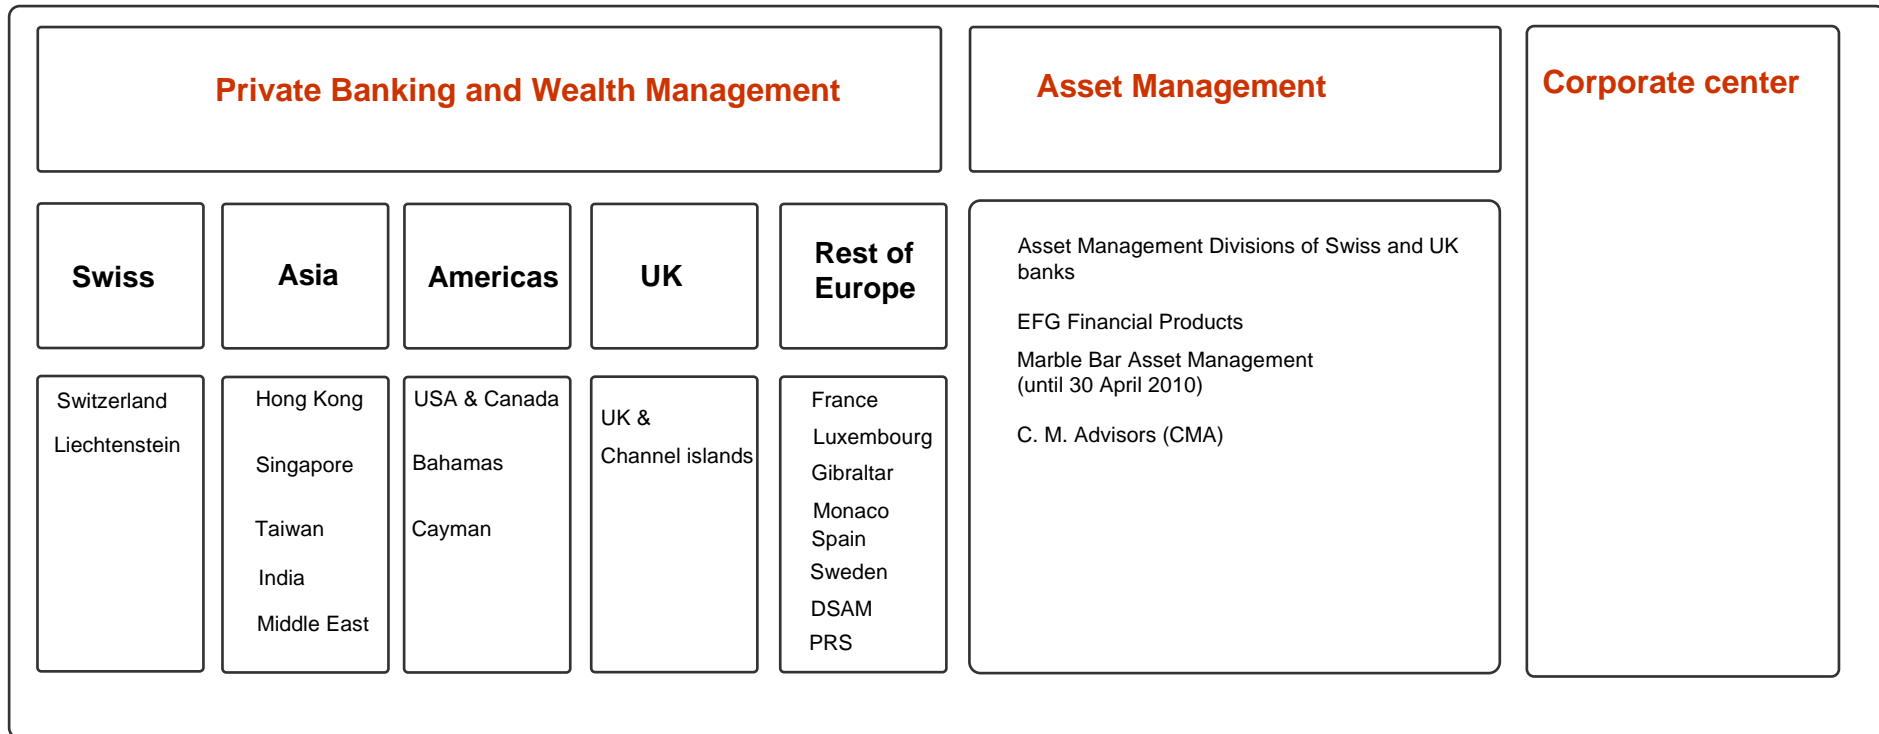 Private Banking and Wealth Management
Asset Management
Corporate center
Swiss
Asia
Americas
UK
Rest of
Europe
Switzerland
Liechtenstein
Hong Kong
Singapore
Taiwan
India
Middle East
USA & Canada
Bahamas
Cayman
UK &
Channel islands
France
Luxembourg
Gibraltar
Monaco
Spain
Sweden
DSAM
PRS
Asset Management Divisions of Swiss and UK
banks
EFG Financial Products
Marble Bar Asset Management
(until 30 April 2010)
C. M. Advisors (CMA)